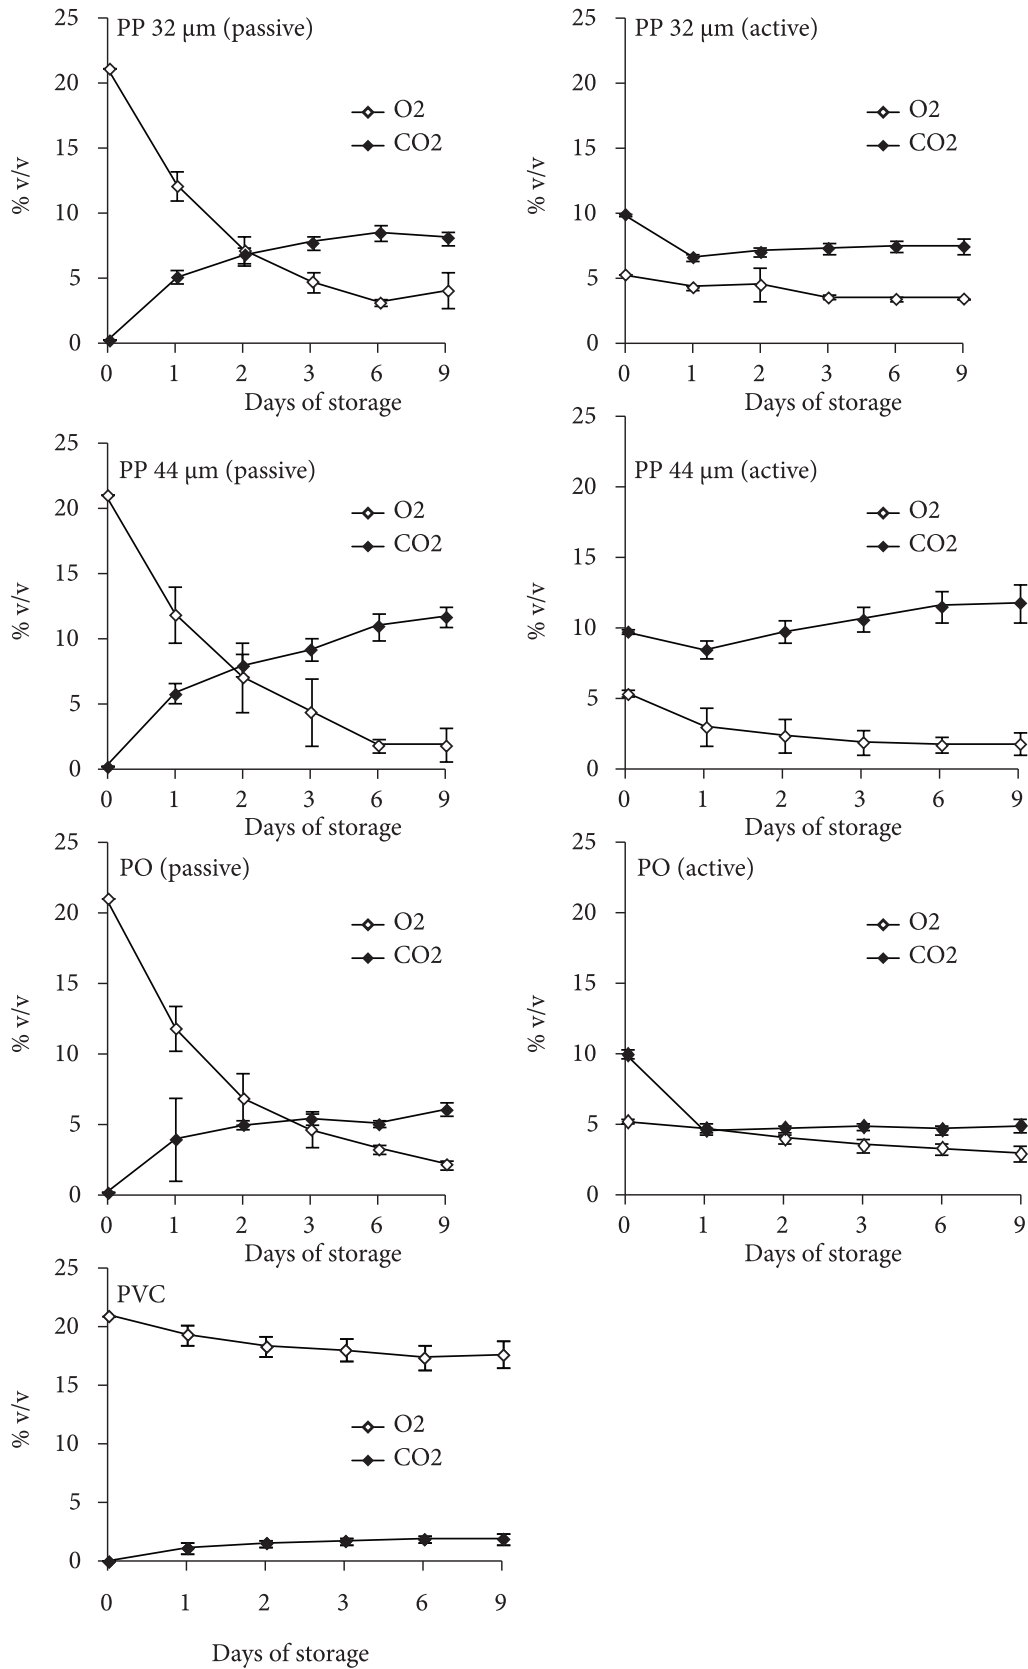 PP 32 µm (passive)
25
20
15
10
5
0
% v/v
O2
CO2
0 1 2 3 6 9
Days of storage
PP 32 µm (active)
25
20
15
10
5
0
% v/v
O2
CO2
0 1 2 3 6 9
Days of storage
PP 44 µm (passive)
25
20
15
10
5
0
% v/v
O2
CO2
0 1 2 3 6 9
Days of storage
PP 44 µm (active)
25
20
15
10
5
0
% v/v
O2
CO2
0 1 2 3 6 9
Days of storage
PO (passive)
25
20
15
10
5
0
% v/v
O2
CO2
0 1 2 3 6 9
Days of storage
PO (active)
25
20
15
10
5
0
% v/v
O2
CO2
0 1 2 3 6 9
Days of storage
PVC
25
20
15
10
5
0
% v/v
O2
CO2
0 1 2 3 6 9
Days of storage